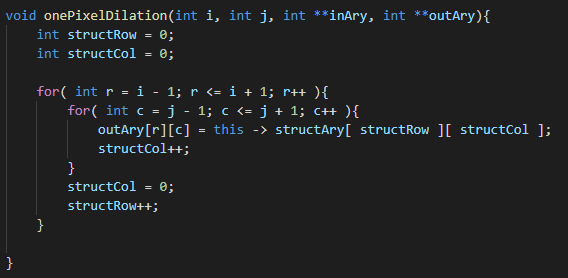 void onePixelDilation(int i, int j, int **inAry, int **outAry){
    int structRow = 0;
    int structCol = 0;

    for( int r = i - 1; r <= i + 1; r++ ){
        for( int c = j - 1; c <= j + 1; c++ ){
            outAry[r][c] = this -> structAry[ structRow ][ structCol ];
            structCol++;
        }
        structCol = 0;
        structRow++;
    }

}